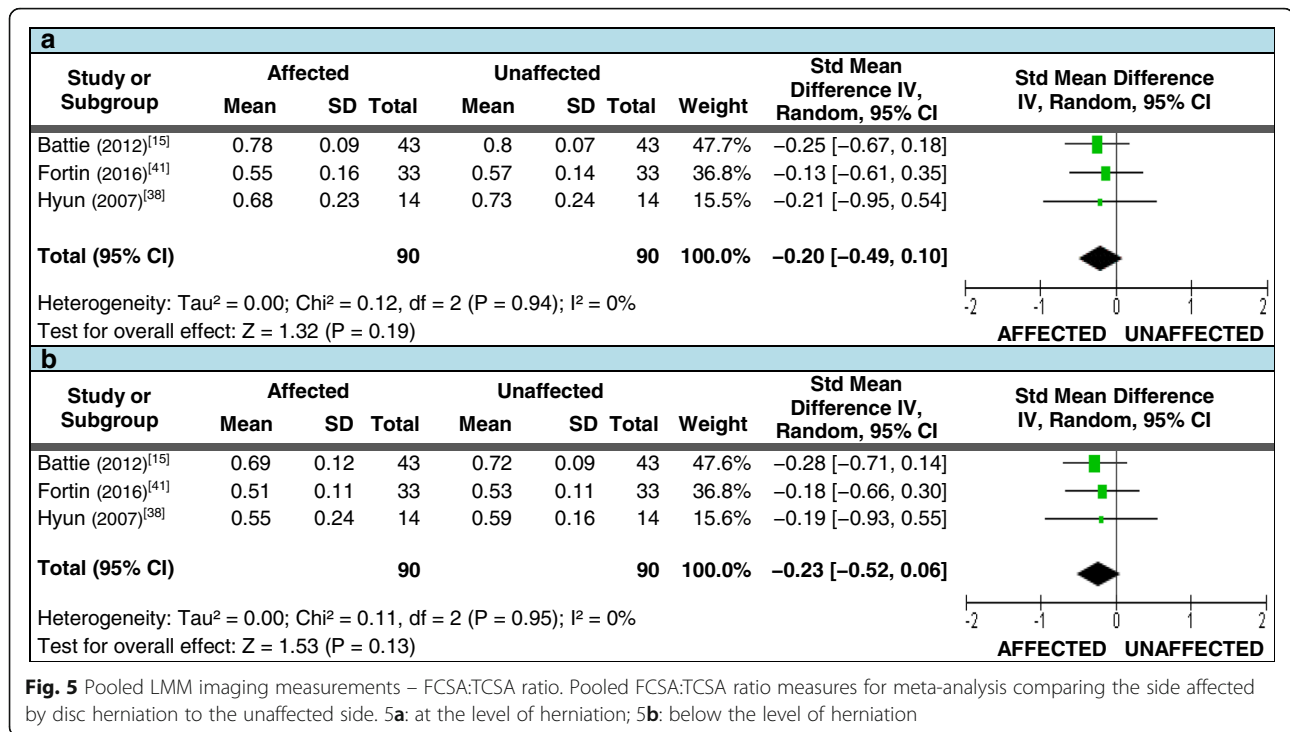 a
Study or Subgroup Affected Unaffected Std Mean Difference IV, Random, 95% CI Std Mean Difference IV, Random, 95% CI
Mean SD Total Mean SD Total Weight
Battie (2012)[15] 0.78 0.09 43 0.8 0.07 43 47.7% −0.25 [−0.67, 0.18]
Fortin (2016)[41] 0.55 0.16 33 0.57 0.14 33 36.8% −0.13 [−0.61, 0.35]
Hyun (2007)[38] 0.68 0.23 14 0.73 0.24 14 15.5% −0.21 [−0.95, 0.54]
Total (95% CI) 90 90 100.0% −0.20 [−0.49, 0.10]
Heterogeneity: Tau² = 0.00; Chi² = 0.12, df = 2 (P = 0.94); I² = 0%
Test for overall effect: Z = 1.32 (P = 0.19)
-2 -1 0 1 2
AFFECTED UNAFFECTED
b
Study or Subgroup Affected Unaffected Std Mean Difference IV, Random, 95% CI Std Mean Difference IV, Random, 95% CI
Mean SD Total Mean SD Total Weight
Battie (2012)[15] 0.69 0.12 43 0.72 0.09 43 47.6% −0.28 [−0.71, 0.14]
Fortin (2016)[41] 0.51 0.11 33 0.53 0.11 33 36.8% −0.18 [−0.66, 0.30]
Hyun (2007)[38] 0.55 0.24 14 0.59 0.16 14 15.6% −0.19 [−0.93, 0.55]
Total (95% CI) 90 90 100.0% −0.23 [−0.52, 0.06]
Heterogeneity: Tau² = 0.00; Chi² = 0.11, df = 2 (P = 0.95); I² = 0%
Test for overall effect: Z = 1.53 (P = 0.13)
-2 -1 0 1 2
AFFECTED UNAFFECTED
Fig. 5 Pooled LMM imaging measurements – FCSA:TCSA ratio. Pooled FCSA:TCSA ratio measures for meta-analysis comparing the side affected
by disc herniation to the unaffected side. 5a: at the level of herniation; 5b: below the level of herniation